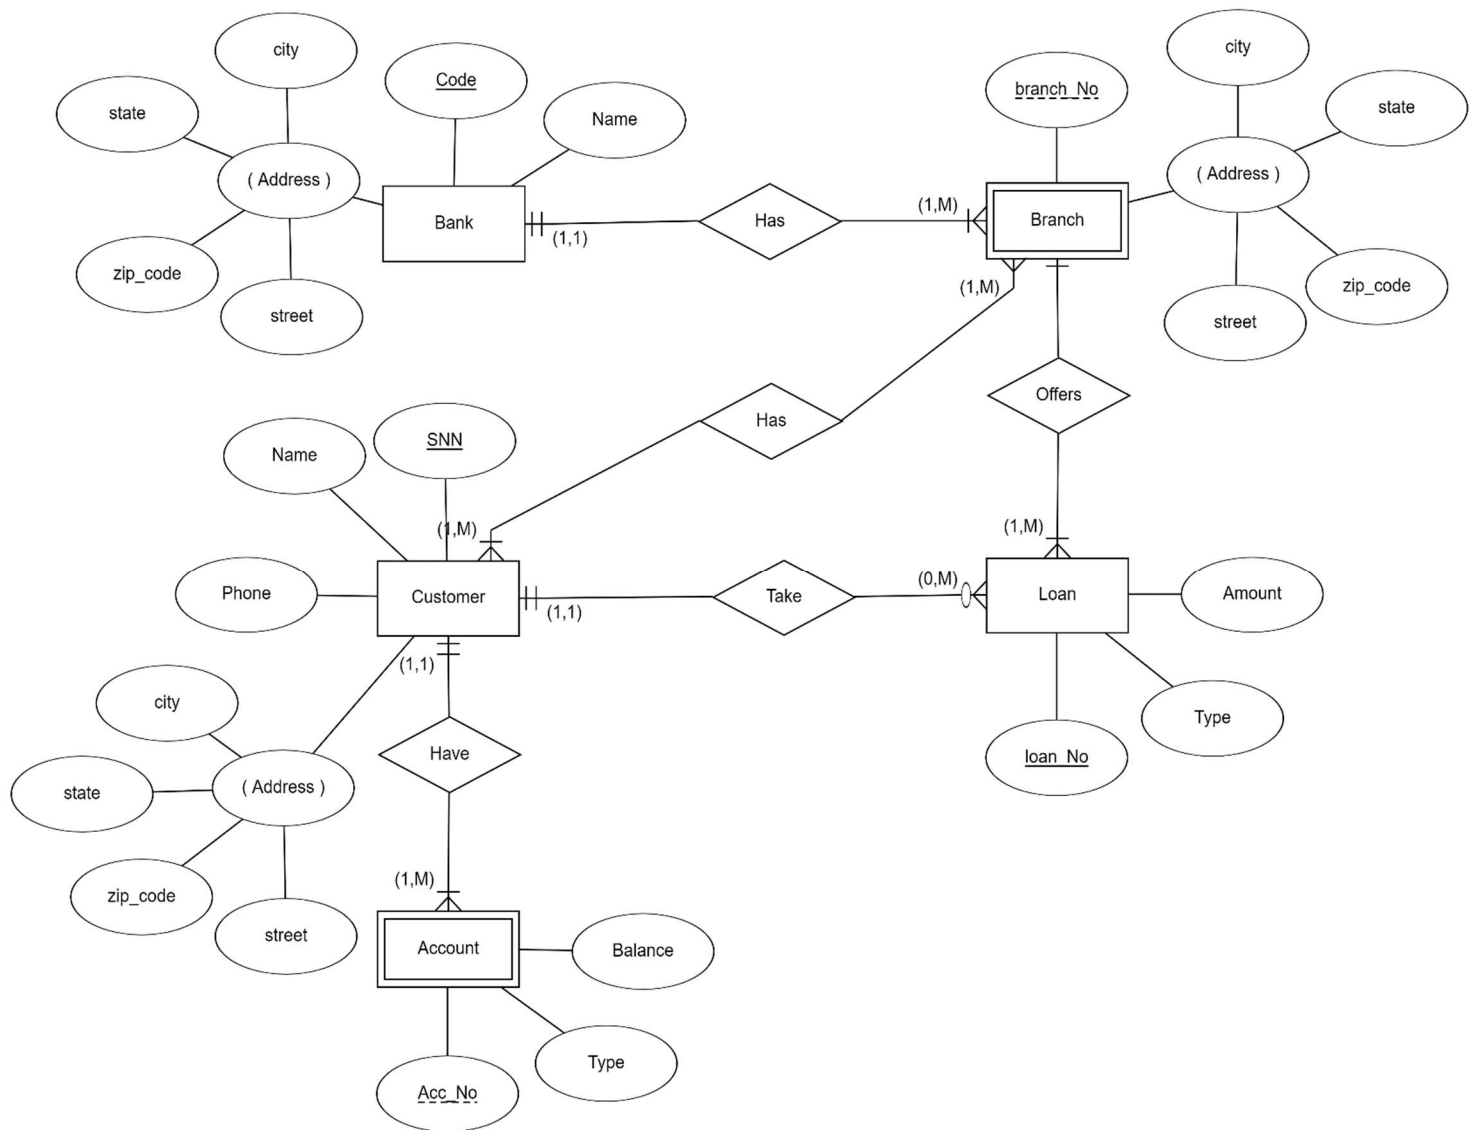 city
Code
branch_No
city
state
Name
state
( Address )
( Address )
Bank
(1,1)
Has
(1,M)
Branch
zip_code
street
(1,M)
zip_code
street
Offers
Has
Name
SNN
(1,M)
(1,M)
Phone
Customer
(1,1)
Take
(0,M)
Loan
Amount
(1,1)
city
Type
Have
loan_No
( Address )
state
zip_code
(1,M)
street
Account
Balance
Type
Acc_No